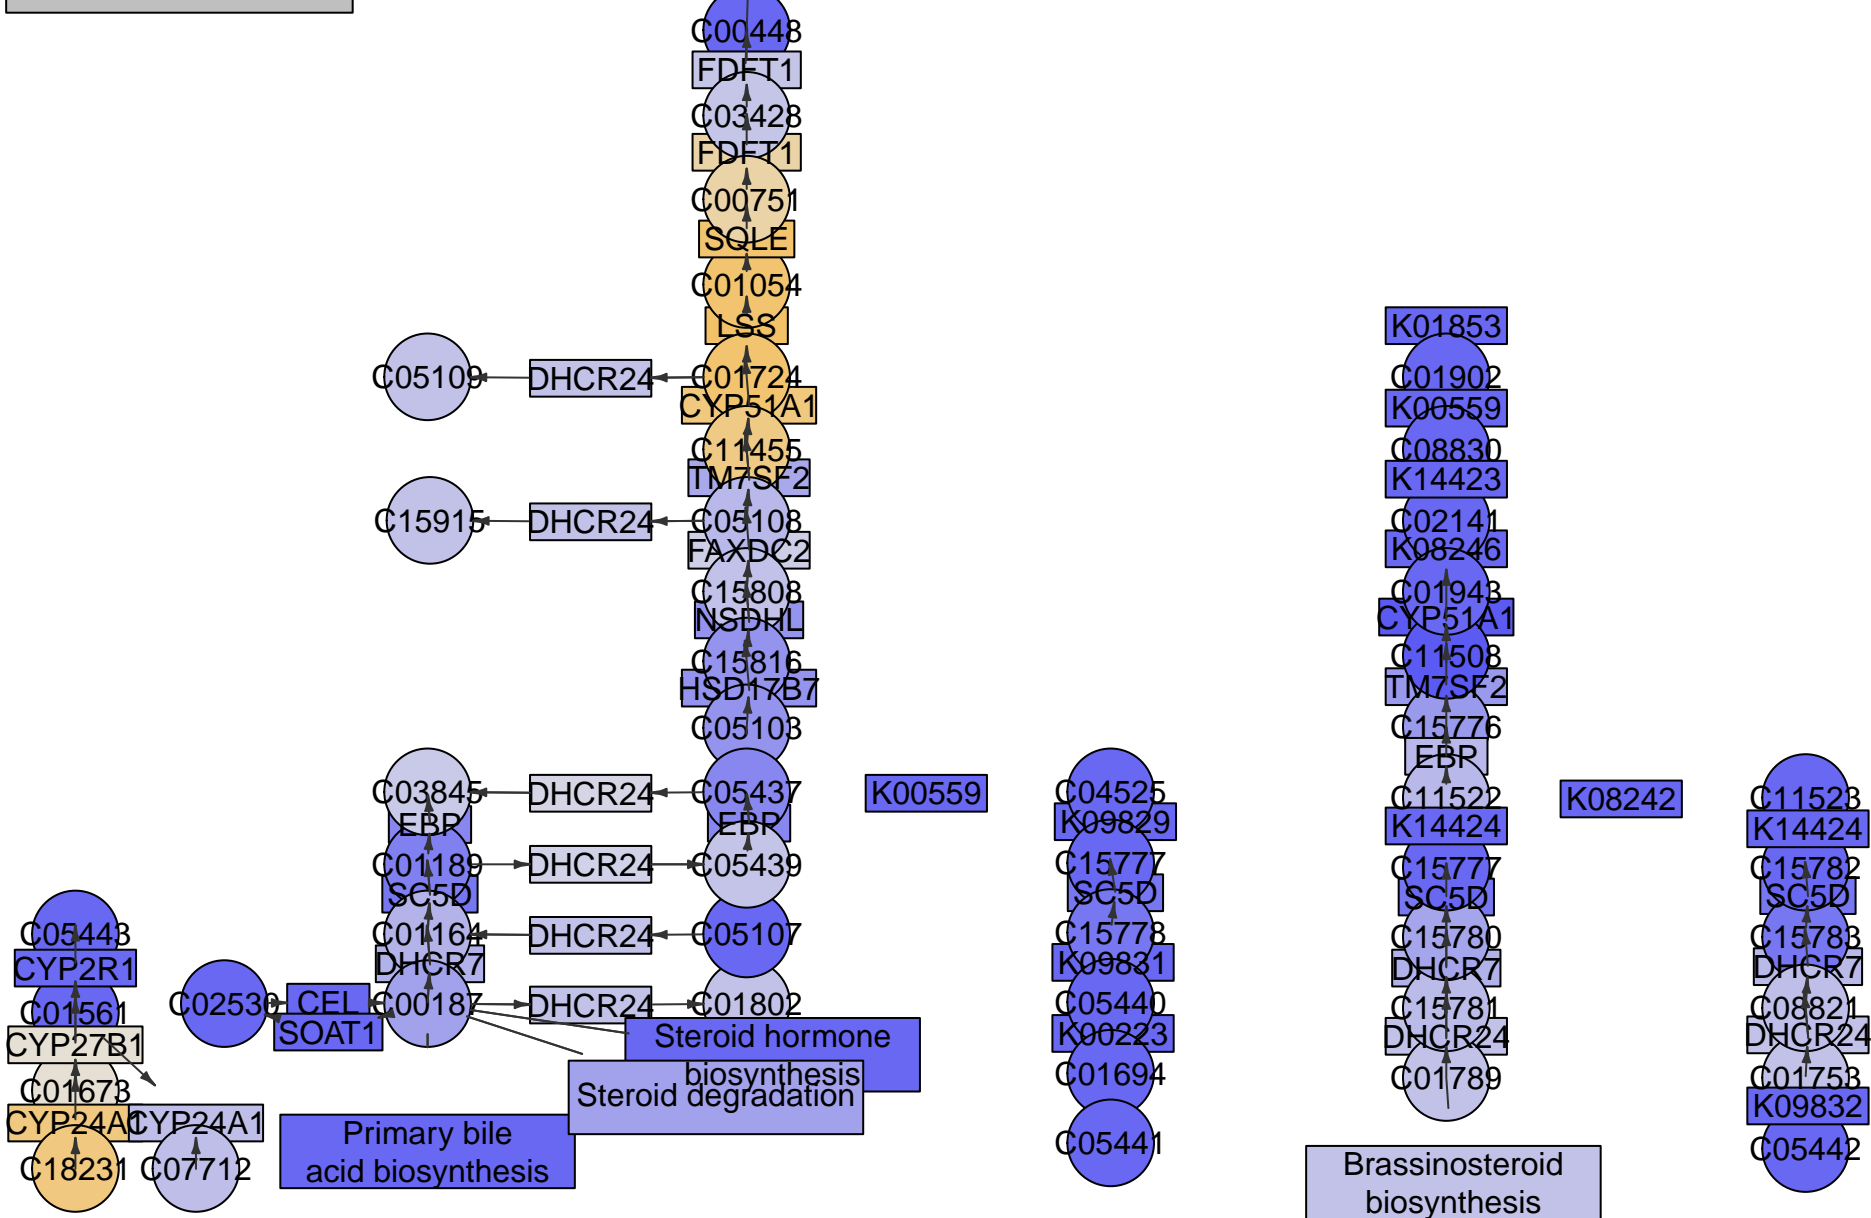 C00448
FDFT1
C03428
FDFT1
C00751
SQLE
C01054
LSS
C05109
DHCR24
C01724
CYP51A1
C11455
TM7SF2
C15915
DHCR24
C05108
FAXDC2
C15808
NSDHL
C15816
HSD17B7
C05103
C03845
DHCR24
C05437
EBP
EBP
C01189
DHCR24
C05439
SC5D
C01164
DHCR24
C05107
DHCR7
C02530
CEL
SOAT1
C00187
DHCR24
C01802
C05443
CYP2R1
C01561
CYP27B1
C01673
CYP24A1
CYP24A1
C18231
C07712
Steroid hormone
biosynthesis
Steroid degradation
Primary bile
acid biosynthesis
K00559
C04525
K09829
C15777
SC5D
C15778
K09831
C05440
K00223
C01694
C05441
K01853
C01902
K00559
C08830
K14423
C02141
K08246
C01943
CYP51A1
C11508
TM7SF2
C15776
EBP
C11522
K14424
C15777
SC5D
C15780
DHCR7
C15781
DHCR24
C01789
Brassinosteroid
biosynthesis
K08242
C11523
K14424
C15782
SC5D
C15783
DHCR7
C08821
DHCR24
C01753
K09832
C05442